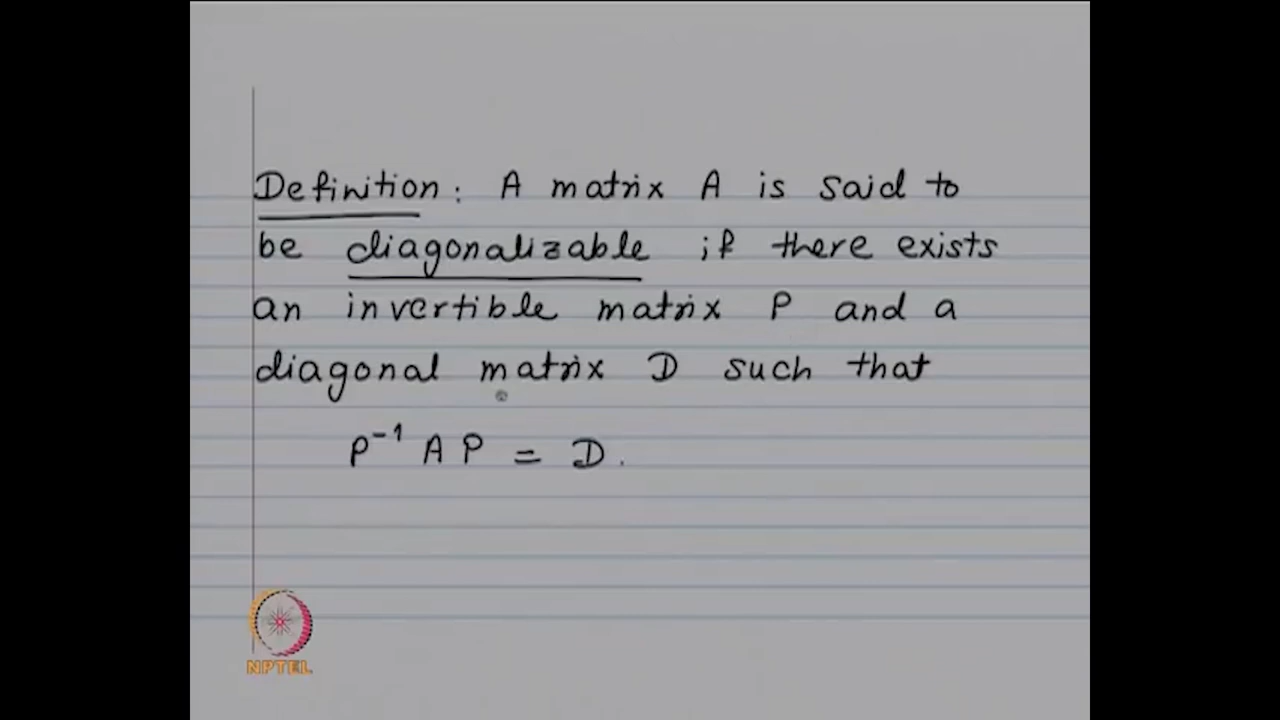 Definition: A matrix A is said to
be diagonalizable if there exists
an invertible matrix P and a
diagonal matrix D such that
P⁻¹ A P = D.
NPTEL